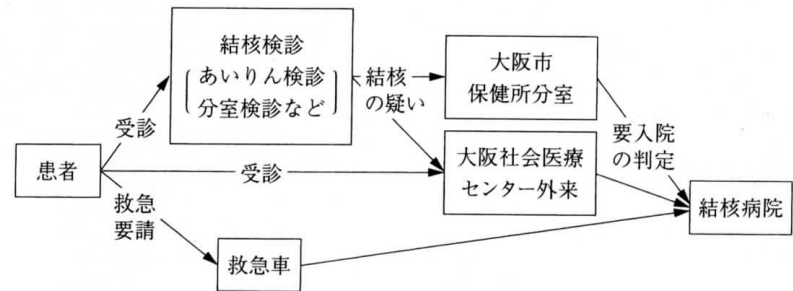 結核検診
あいりん検診
分室検診など
結核
の疑い
大阪市
保健所分室
受診
要入院
の判定
患者
受診
大阪社会医療
センター外来
救急
要請
結核病院
救急車